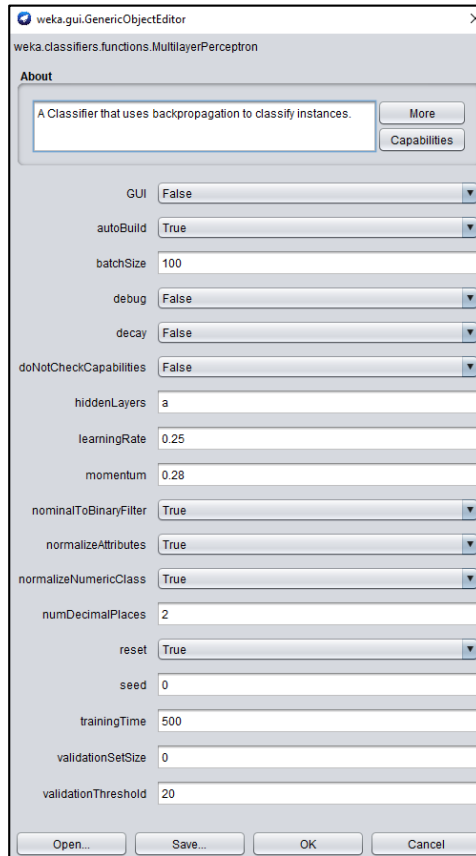 weka.gui.GenericObjectEditor
weka.classifiers.functions.MultilayerPerceptron
About
A Classifier that uses backpropagation to classify instances.
More
Capabilities
GUI False
autoBuild True
batchSize 100
debug False
decay False
doNotCheckCapabilities False
hiddenLayers a
learningRate 0.25
momentum 0.28
nominalToBinaryFilter True
normalizeAttributes True
normalizeNumericClass True
numDecimalPlaces 2
reset True
seed 0
trainingTime 500
validationSetSize 0
validationThreshold 20
Open... Save... OK Cancel